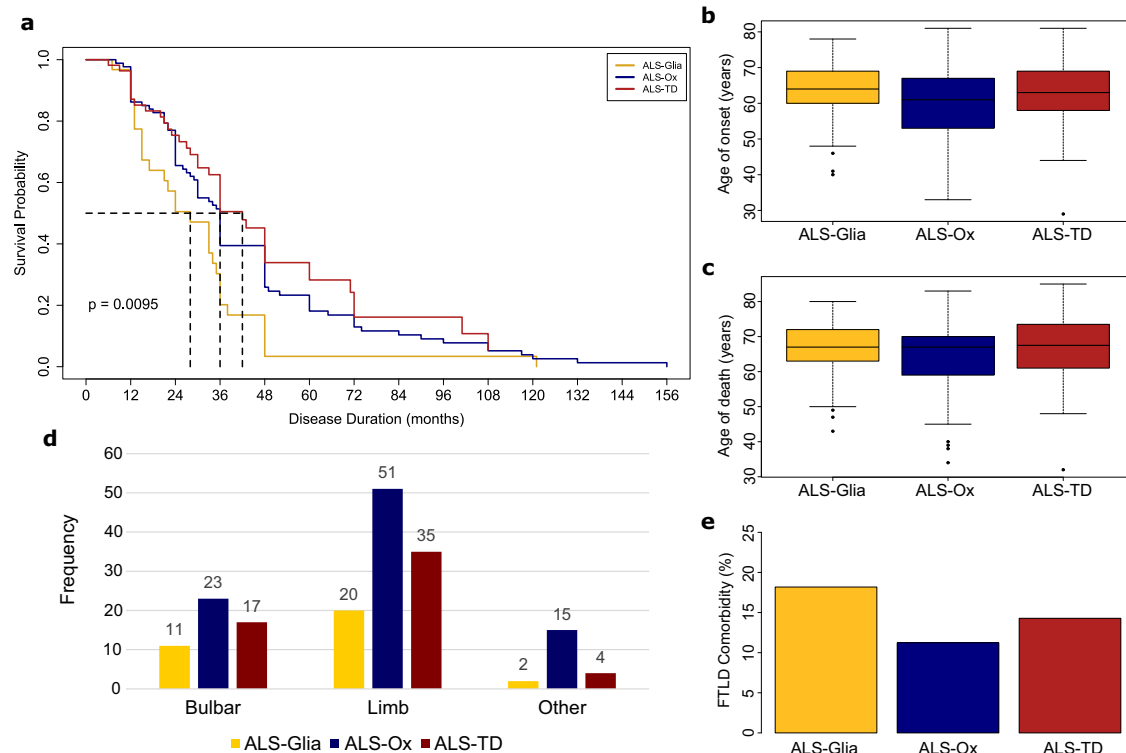 a
1.0
0.8
0.6
0.4
0.2
0.0
Survival Probability
ALS-Glia
ALS-Ox
ALS-TD
p = 0.0095
0 12 24 36 48 60 72 84 96 108 120 132 144 156
Disease Duration (months)
b
80
70
60
50
40
30
Age of onset (years)
ALS-Glia ALS-Ox ALS-TD
c
80
70
60
50
40
30
Age of death (years)
ALS-Glia ALS-Ox ALS-TD
d
60
50
40
30
20
10
0
Frequency
11 23 17
20 51 35
2 15 4
Bulbar Limb Other
ALS-Glia ALS-Ox ALS-TD
e
25
20
15
10
5
0
FTLD Comorbidity (%)
ALS-Glia ALS-Ox ALS-TD